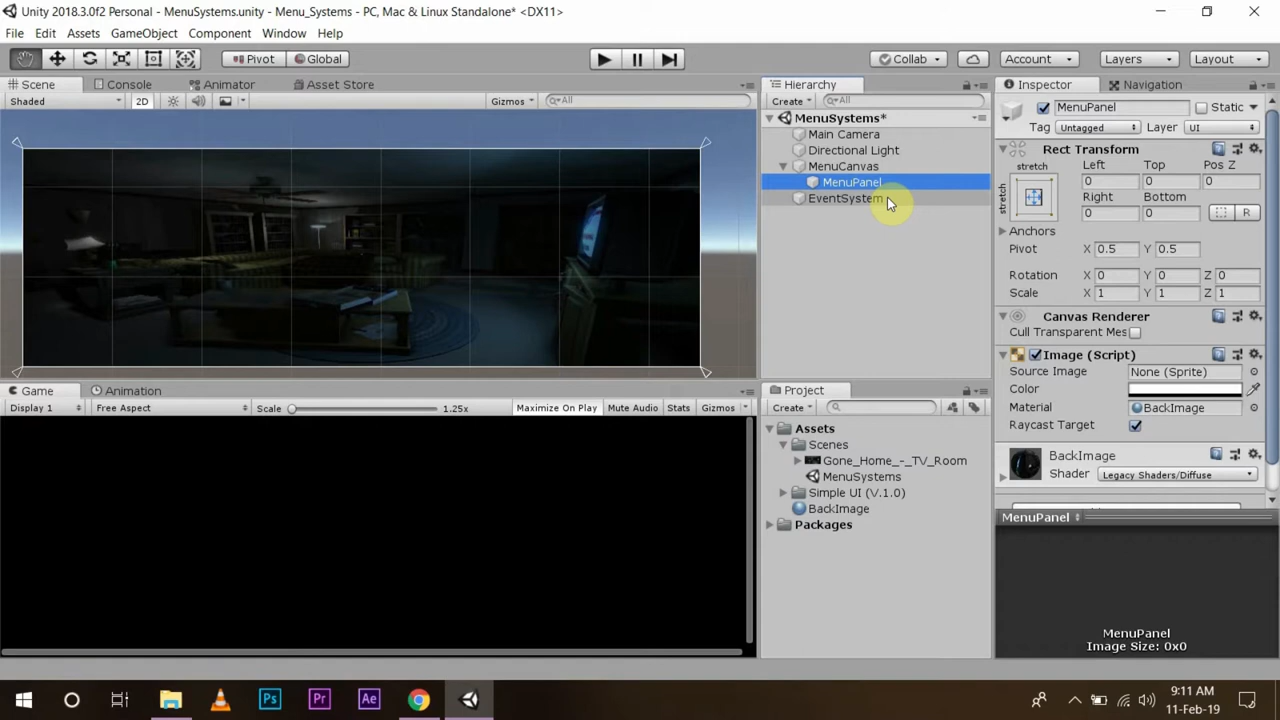 Unity 2018.3.0f2 Personal - MenuSystems.unity - Menu_Systems - PC, Mac & Linux Standalone* <DX11>
File Edit Assets GameObject Component Window Help
Pivot Global Collab Account Layers Layout
Scene Console Animator Asset Store
Shaded 2D Gizmos All
Hierarchy
Create All
MenuSystems*
Main Camera
Directional Light
MenuCanvas
MenuPanel
EventSystem
Inspector Navigation
MenuPanel Static
Tag Untagged Layer UI
Rect Transform
stretch Left Top Pos Z
stretch 0 0 0
Right Bottom
0 0 R
Anchors
Pivot X 0.5 Y 0.5
Rotation X 0 Y 0 Z 0
Scale X 1 Y 1 Z 1
Canvas Renderer
Cull Transparent Mes
Image (Script)
Source Image None (Sprite)
Color
Material BackImage
Raycast Target
BackImage
Shader Legacy Shaders/Diffuse
MenuPanel
MenuPanel
Image Size: 0x0
Game Animation
Display 1 Free Aspect Scale 1.25x Maximize On Play Mute Audio Stats Gizmos
Project
Create
Assets
Scenes
Gone_Home_-_TV_Room
MenuSystems
Simple UI (V.1.0)
BackImage
Packages
Ps Pr Ae
9:11 AM
11-Feb-19